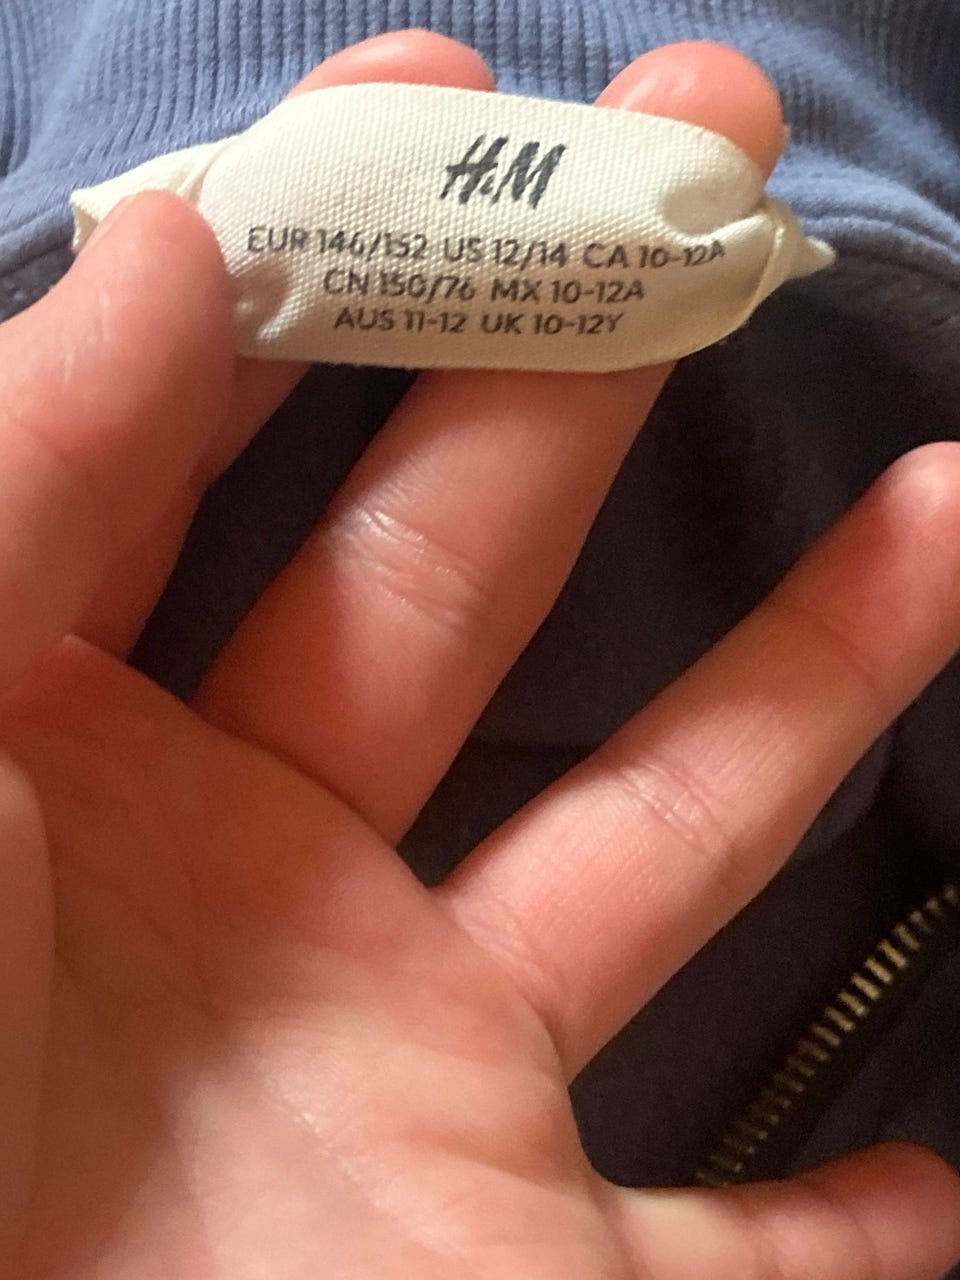 H&M
EUR 146/152 US 12/14 CA 10-12A
CN 150/76 MX 10-12A
AUS 11-12 UK 10-12Y